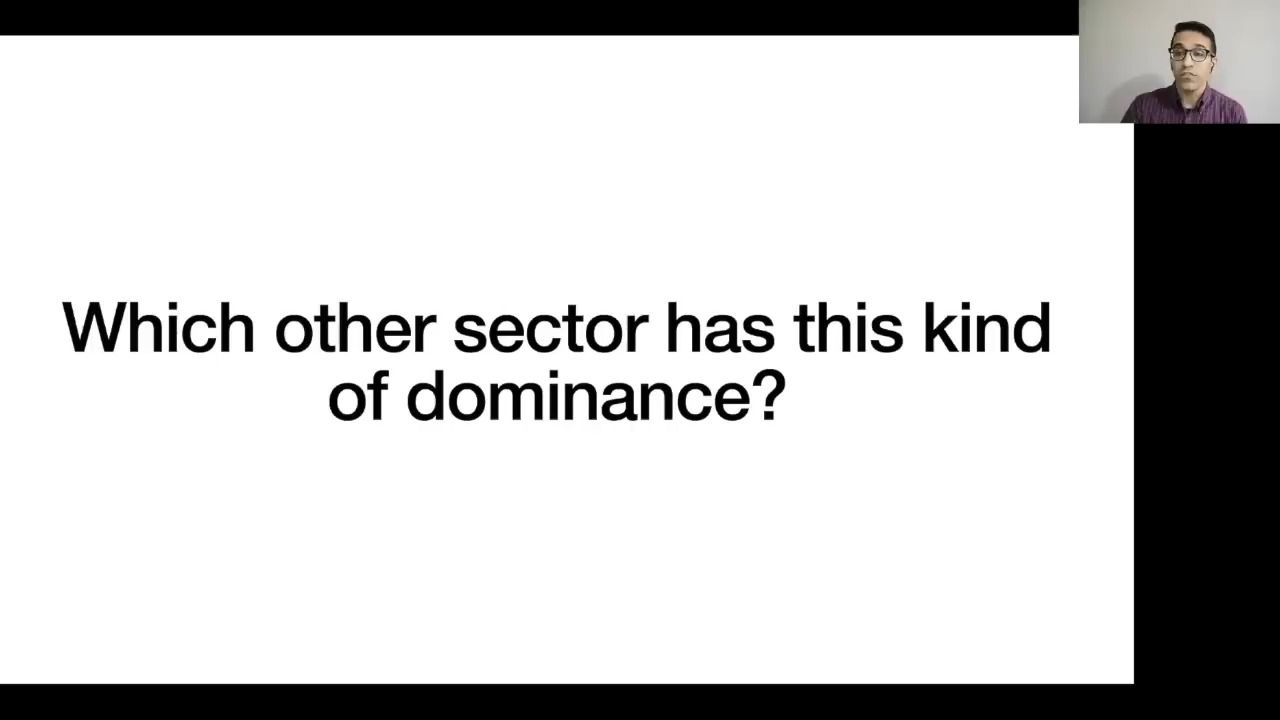 Which other sector has this kind
of dominance?